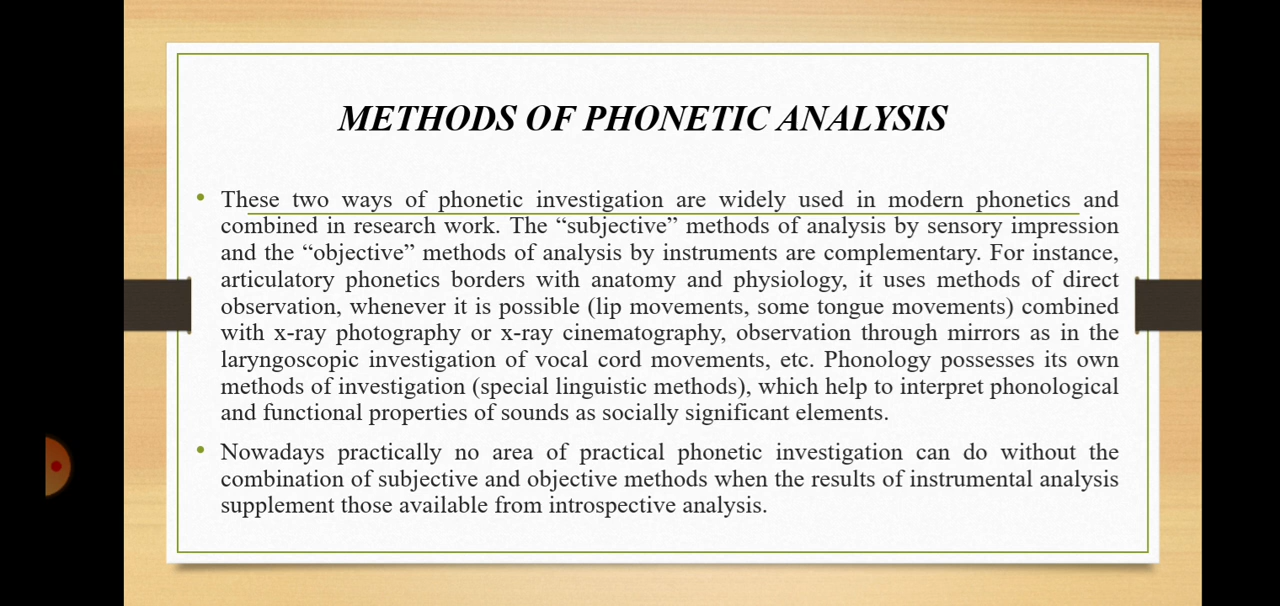 METHODS OF PHONETIC ANALYSIS
• These two ways of phonetic investigation are widely used in modern phonetics and
combined in research work. The “subjective” methods of analysis by sensory impression
and the “objective” methods of analysis by instruments are complementary. For instance,
articulatory phonetics borders with anatomy and physiology, it uses methods of direct
observation, whenever it is possible (lip movements, some tongue movements) combined
with x-ray photography or x-ray cinematography, observation through mirrors as in the
laryngoscopic investigation of vocal cord movements, etc. Phonology possesses its own
methods of investigation (special linguistic methods), which help to interpret phonological
and functional properties of sounds as socially significant elements.
• Nowadays practically no area of practical phonetic investigation can do without the
combination of subjective and objective methods when the results of instrumental analysis
supplement those available from introspective analysis.